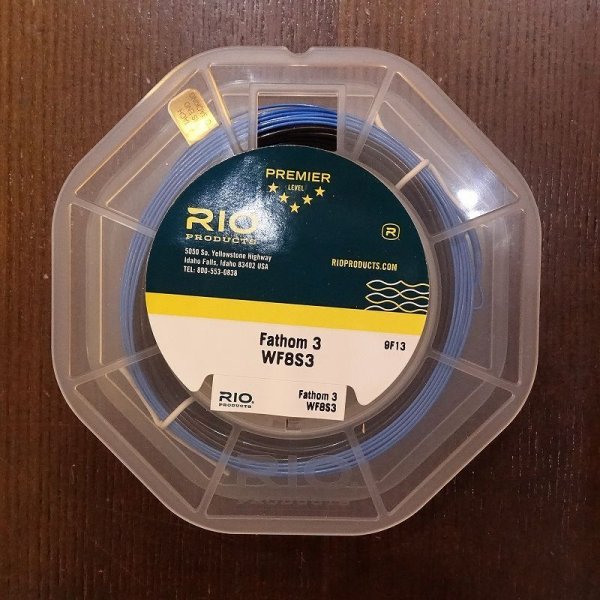 PREMIER
LEVEL
RIO
PRODUCTS
R
5050 So. Yellowstone Highway
Idaho Falls, Idaho 83402 USA
TEL: 800-553-0838
RIOPRODUCTS.COM
Fathom 3
WF8S3
9F13
RIO
PRODUCTS
Fathom 3
WF8S3
RIO